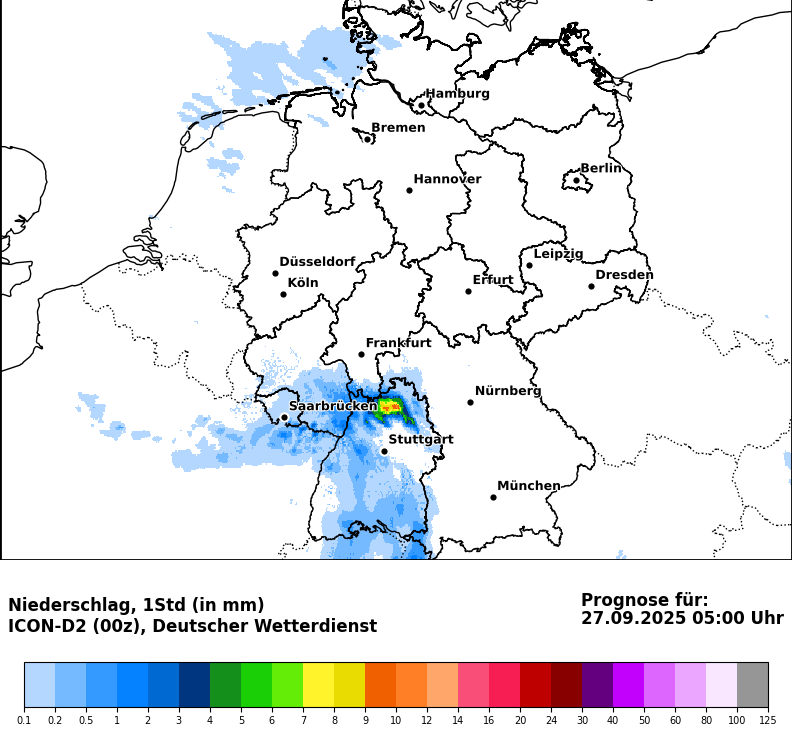 Hamburg
Bremen
Berlin
Hannover
Leipzig
Düsseldorf
Dresden
Köln
Erfurt
Frankfurt
Nürnberg
Saarbrücken
Stuttgart
München
Niederschlag, 1Std (in mm)
ICON-D2 (00z), Deutscher Wetterdienst
Prognose für:
27.09.2025 05:00 Uhr
0.1 0.2 0.5 1 2 3 4 5 6 7 8 9 10 12 14 16 20 24 30 40 50 60 80 100 125